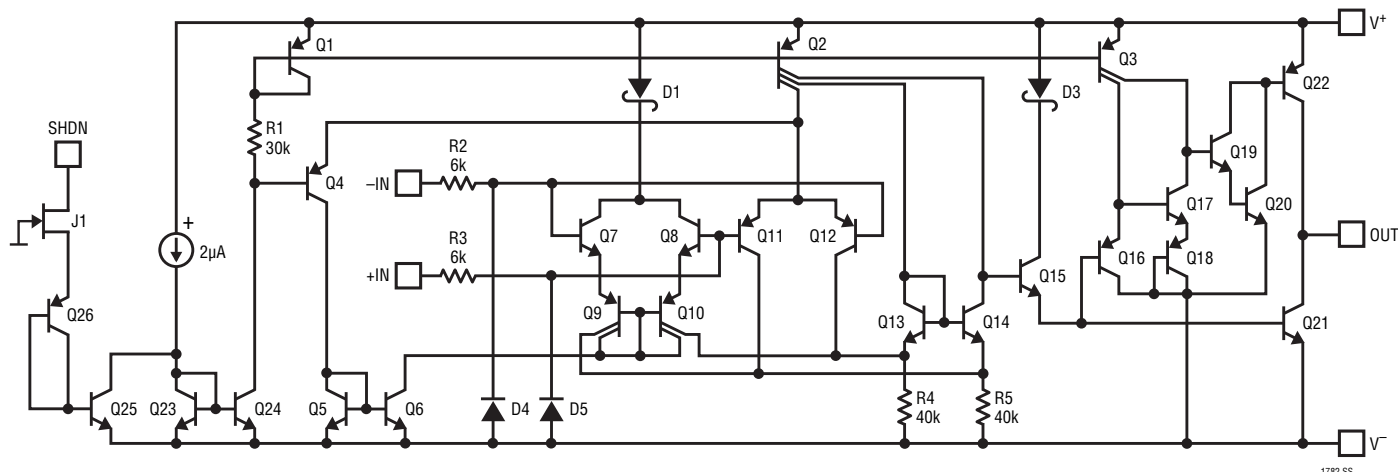 V+
Q1
Q2
Q3
Q22
D1
D3
SHDN
R1
30k
R2
6k
Q19
Q4
–IN
Q17
Q20
J1
+
2µA
Q7
Q8
Q11
Q12
OUT
R3
6k
+IN
Q16
Q18
Q15
Q26
Q9
Q10
Q13
Q14
Q21
Q25
Q23
Q24
Q5
Q6
D4
D5
R4
40k
R5
40k
V–
1782 SS